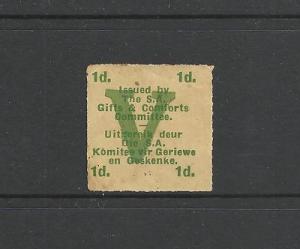 1d. 1d.
Issued by
The S.A.
Gifts & Comforts
Committee.
V
Uitgereik deur
Die S.A.
Komitee vir Geriewe
en Geskenke.
1d. 1d.